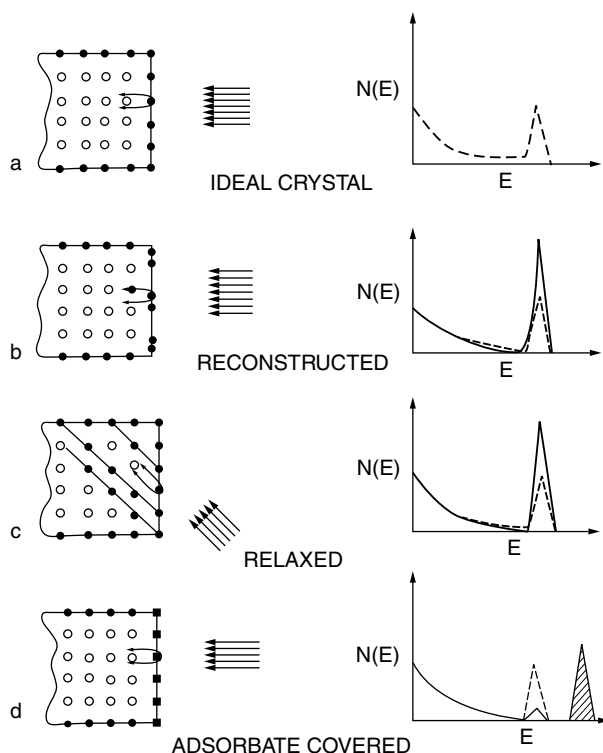 N(E)
E
a
IDEAL CRYSTAL
N(E)
E
b
RECONSTRUCTED
N(E)
E
c
RELAXED
N(E)
E
d
ADSORBATE COVERED